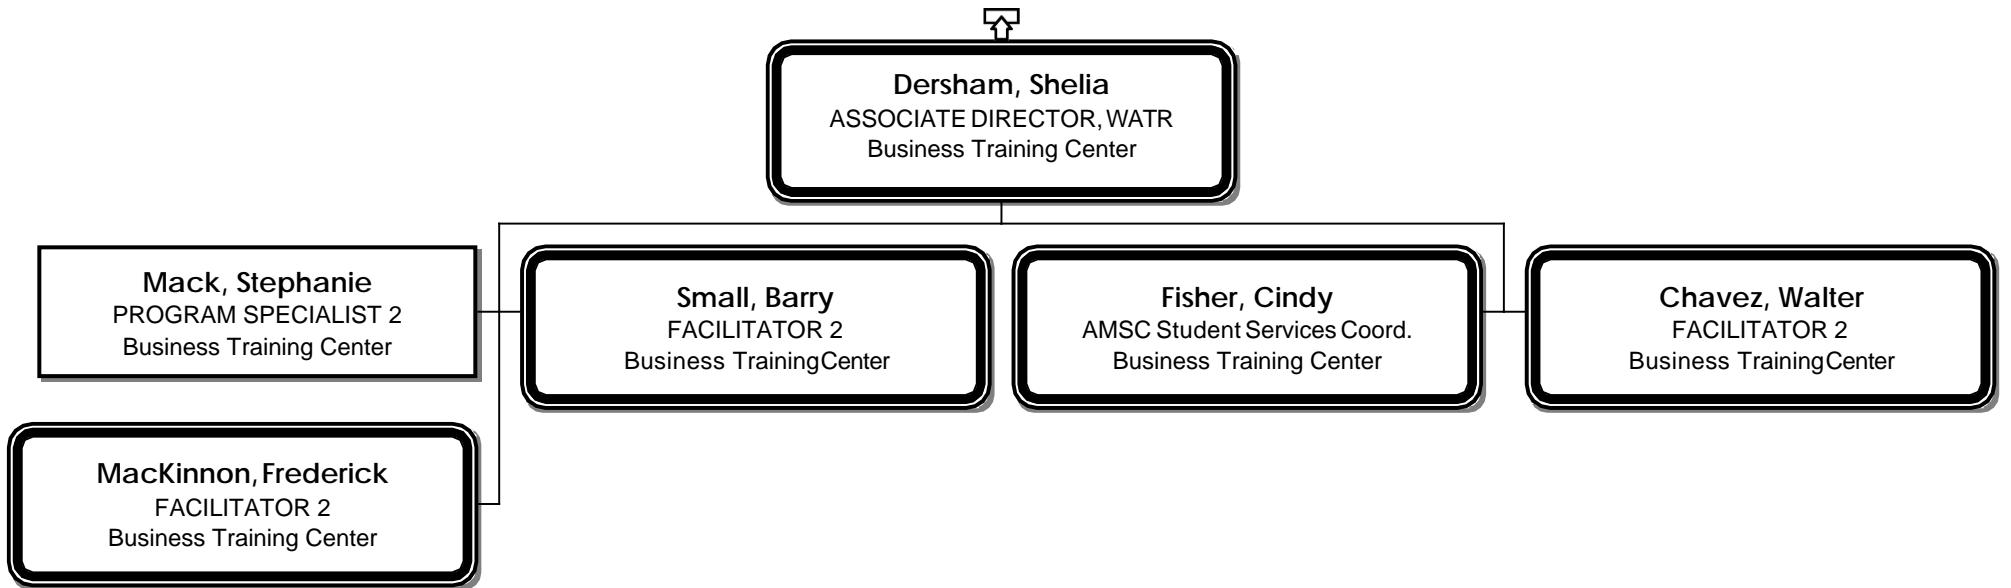 Dersham, Shelia
ASSOCIATE DIRECTOR, WATR
Business Training Center
Mack, Stephanie
PROGRAM SPECIALIST 2
Business Training Center
Small, Barry
FACILITATOR 2
Business TrainingCenter
Fisher, Cindy
AMSC Student Services Coord.
Business Training Center
Chavez, Walter
FACILITATOR 2
Business TrainingCenter
MacKinnon, Frederick
FACILITATOR 2
Business Training Center